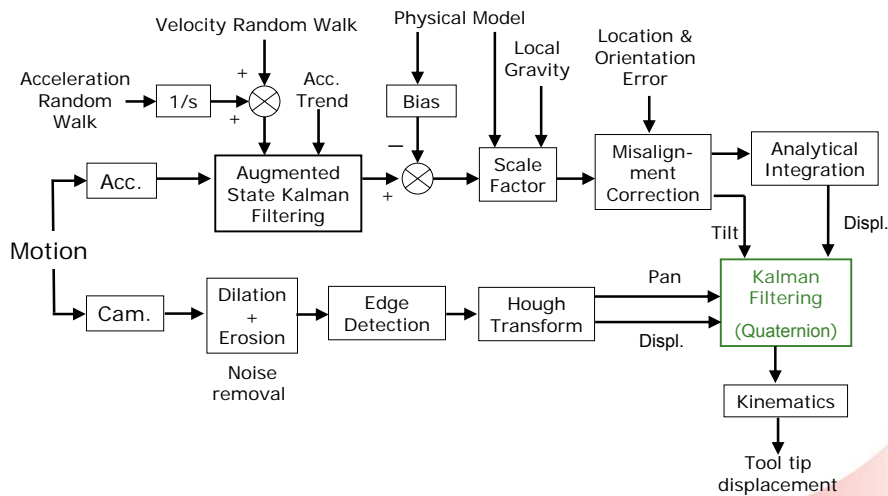 Velocity Random Walk
Physical Model
Location &
Orientation
Error
Local
Gravity
Acceleration
Random
Walk
1/s
+
+
Acc.
Trend
Bias
−
+
Acc.
Augmented
State Kalman
Filtering
Scale
Factor
Misalign-
ment
Correction
Analytical
Integration
Tilt
Displ.
Motion
Cam.
Dilation
+
Erosion
Noise
removal
Edge
Detection
Hough
Transform
Pan
Displ.
Kalman
Filtering
(Quaternion)
Kinematics
Tool tip
displacement